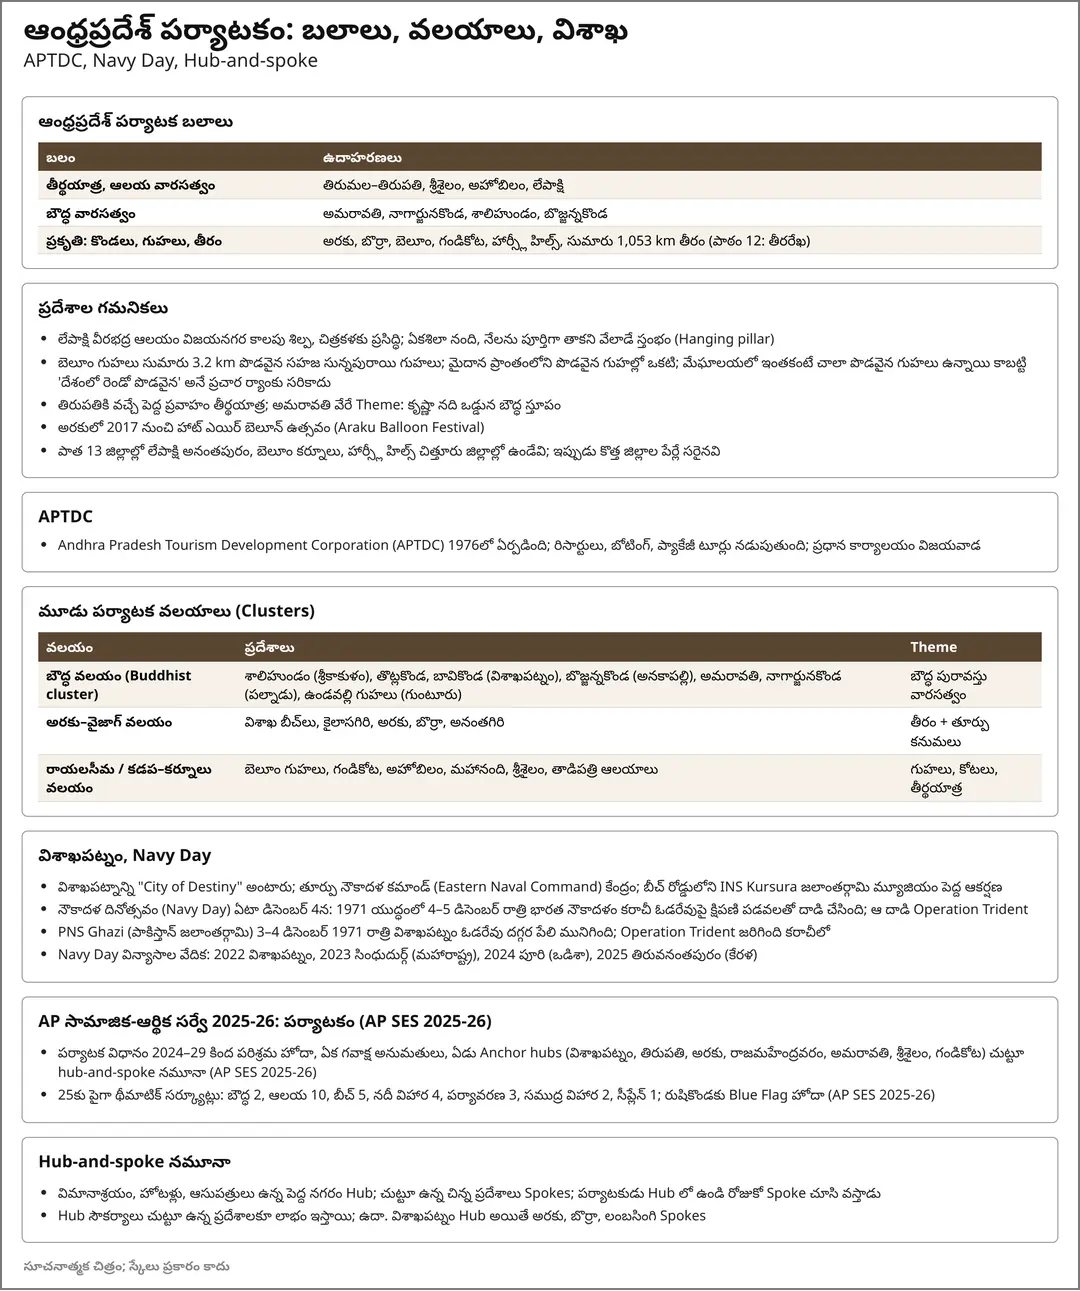 ఆంధ్రప్రదేశ్ పర్యాటకం: బలాలు, వలయాలు, విశాఖ
APTDC, Navy Day, Hub-and-spoke
ఆంధ్రప్రదేశ్ పర్యాటక బలాలు
బలం ఉదాహరణలు
తీర్థయాత్ర, ఆలయ వారసత్వం తిరుమల–తిరుపతి, శ్రీశైలం, అహోబిలం, లేపాక్షి
బౌద్ధ వారసత్వం అమరావతి, నాగార్జునకొండ, శాలిహుండం, బొజ్జన్నకొండ
ప్రకృతి: కొండలు, గుహలు, తీరం అరకు, బొర్రా, బెలూం, గండికోట, హార్స్లీ హిల్స్, సుమారు 1,053 km తీరం (పాఠం 12: తీరరేఖ)
ప్రదేశాల గమనికలు
• లేపాక్షి వీరభద్ర ఆలయం విజయనగర కాలపు శిల్ప, చిత్రకళకు ప్రసిద్ధి; ఏకశిలా నంది, నేలను పూర్తిగా తాకని వేలాడే స్తంభం (Hanging pillar)
• బెలూం గుహలు సుమారు 3.2 km పొడవైన సహజ సున్నపురాయి గుహలు; మైదాన ప్రాంతంలోని పొడవైన గుహల్లో ఒకటి; మేఘాలయలో ఇంతకంటే చాలా పొడవైన గుహలు ఉన్నాయి కాబట్టి
'దేశంలో రెండో పొడవైన' అనే ప్రచార ర్యాంకు సరికాదు
• తిరుపతికి వచ్చే పెద్ద ప్రవాహం తీర్థయాత్ర; అమరావతి వేరే Theme: కృష్ణా నది ఒడ్డున బౌద్ధ స్తూపం
• అరకులో 2017 నుంచి హాట్ ఎయిర్ బెలూన్ ఉత్సవం (Araku Balloon Festival)
• పాత 13 జిల్లాల్లో లేపాక్షి అనంతపురం, బెలూం కర్నూలు, హార్స్లీ హిల్స్ చిత్తూరు జిల్లాల్లో ఉండేవి; ఇప్పుడు కొత్త జిల్లాల పేర్లే సరైనవి
APTDC
• Andhra Pradesh Tourism Development Corporation (APTDC) 1976లో ఏర్పడింది; రిసార్టులు, బోటింగ్, ప్యాకేజీ టూర్లు నడుపుతుంది; ప్రధాన కార్యాలయం విజయవాడ
మూడు పర్యాటక వలయాలు (Clusters)
వలయం ప్రదేశాలు Theme
బౌద్ధ వలయం (Buddhist cluster) శాలిహుండం (శ్రీకాకుళం), తొట్లకొండ, బావికొండ (విశాఖపట్నం), బొజ్జన్నకొండ (అనకాపల్లి), అమరావతి, నాగార్జునకొండ (పల్నాడు), ఉండవల్లి గుహలు (గుంటూరు) బౌద్ధ పురావస్తు వారసత్వం
అరకు–వైజాగ్ వలయం విశాఖ బీచ్‌లు, కైలాసగిరి, అరకు, బొర్రా, అనంతగిరి తీరం + తూర్పు కనుమలు
రాయలసీమ / కడప–కర్నూలు వలయం బెలూం గుహలు, గండికోట, అహోబిలం, మహానంది, శ్రీశైలం, తాడిపత్రి ఆలయాలు గుహలు, కోటలు, తీర్థయాత్ర
విశాఖపట్నం, Navy Day
• విశాఖపట్నాన్ని "City of Destiny" అంటారు; తూర్పు నౌకాదళ కమాండ్ (Eastern Naval Command) కేంద్రం; బీచ్ రోడ్డులోని INS Kursura జలాంతర్గామి మ్యూజియం పెద్ద ఆకర్షణ
• నౌకాదళ దినోత్సవం (Navy Day) ఏటా డిసెంబర్ 4న: 1971 యుద్ధంలో 4–5 డిసెంబర్ రాత్రి భారత నౌకాదళం కరాచీ ఓడరేవుపై క్షిపణి పడవలతో దాడి చేసింది; ఆ దాడి Operation Trident
• PNS Ghazi (పాకిస్తాన్ జలాంతర్గామి) 3–4 డిసెంబర్ 1971 రాత్రి విశాఖపట్నం ఓడరేవు దగ్గర పేలి మునిగింది; Operation Trident జరిగింది కరాచీలో
• Navy Day విన్యాసాల వేదిక: 2022 విశాఖపట్నం, 2023 సింధుదుర్గ్ (మహారాష్ట్ర), 2024 పూరి (ఒడిశా), 2025 తిరువనంతపురం (కేరళ)
AP సామాజిక-ఆర్థిక సర్వే 2025-26: పర్యాటకం (AP SES 2025-26)
• పర్యాటక విధానం 2024–29 కింద పరిశ్రమ హోదా, ఏక గవాక్ష అనుమతులు, ఏడు Anchor hubs (విశాఖపట్నం, తిరుపతి, అరకు, రాజమహేంద్రవరం, అమరావతి, శ్రీశైలం, గండికోట) చుట్టూ
hub-and-spoke నమూనా (AP SES 2025-26)
• 25కు పైగా థీమాటిక్ సర్క్యూట్లు: బౌద్ధ 2, ఆలయ 10, బీచ్ 5, నదీ విహార 4, పర్యావరణ 3, సముద్ర విహార 2, సీప్లేన్ 1; రుషికొండకు Blue Flag హోదా (AP SES 2025-26)
Hub-and-spoke నమూనా
• విమానాశ్రయం, హోటళ్లు, ఆసుపత్రులు ఉన్న పెద్ద నగరం Hub; చుట్టూ ఉన్న చిన్న ప్రదేశాలు Spokes; పర్యాటకుడు Hub లో ఉండి రోజుకో Spoke చూసి వస్తాడు
• Hub సౌకర్యాలు చుట్టూ ఉన్న ప్రదేశాలకూ లాభం ఇస్తాయి; ఉదా. విశాఖపట్నం Hub అయితే అరకు, బొర్రా, లంబసింగి Spokes
సూచనాత్మక చిత్రం; స్కేలు ప్రకారం కాదు